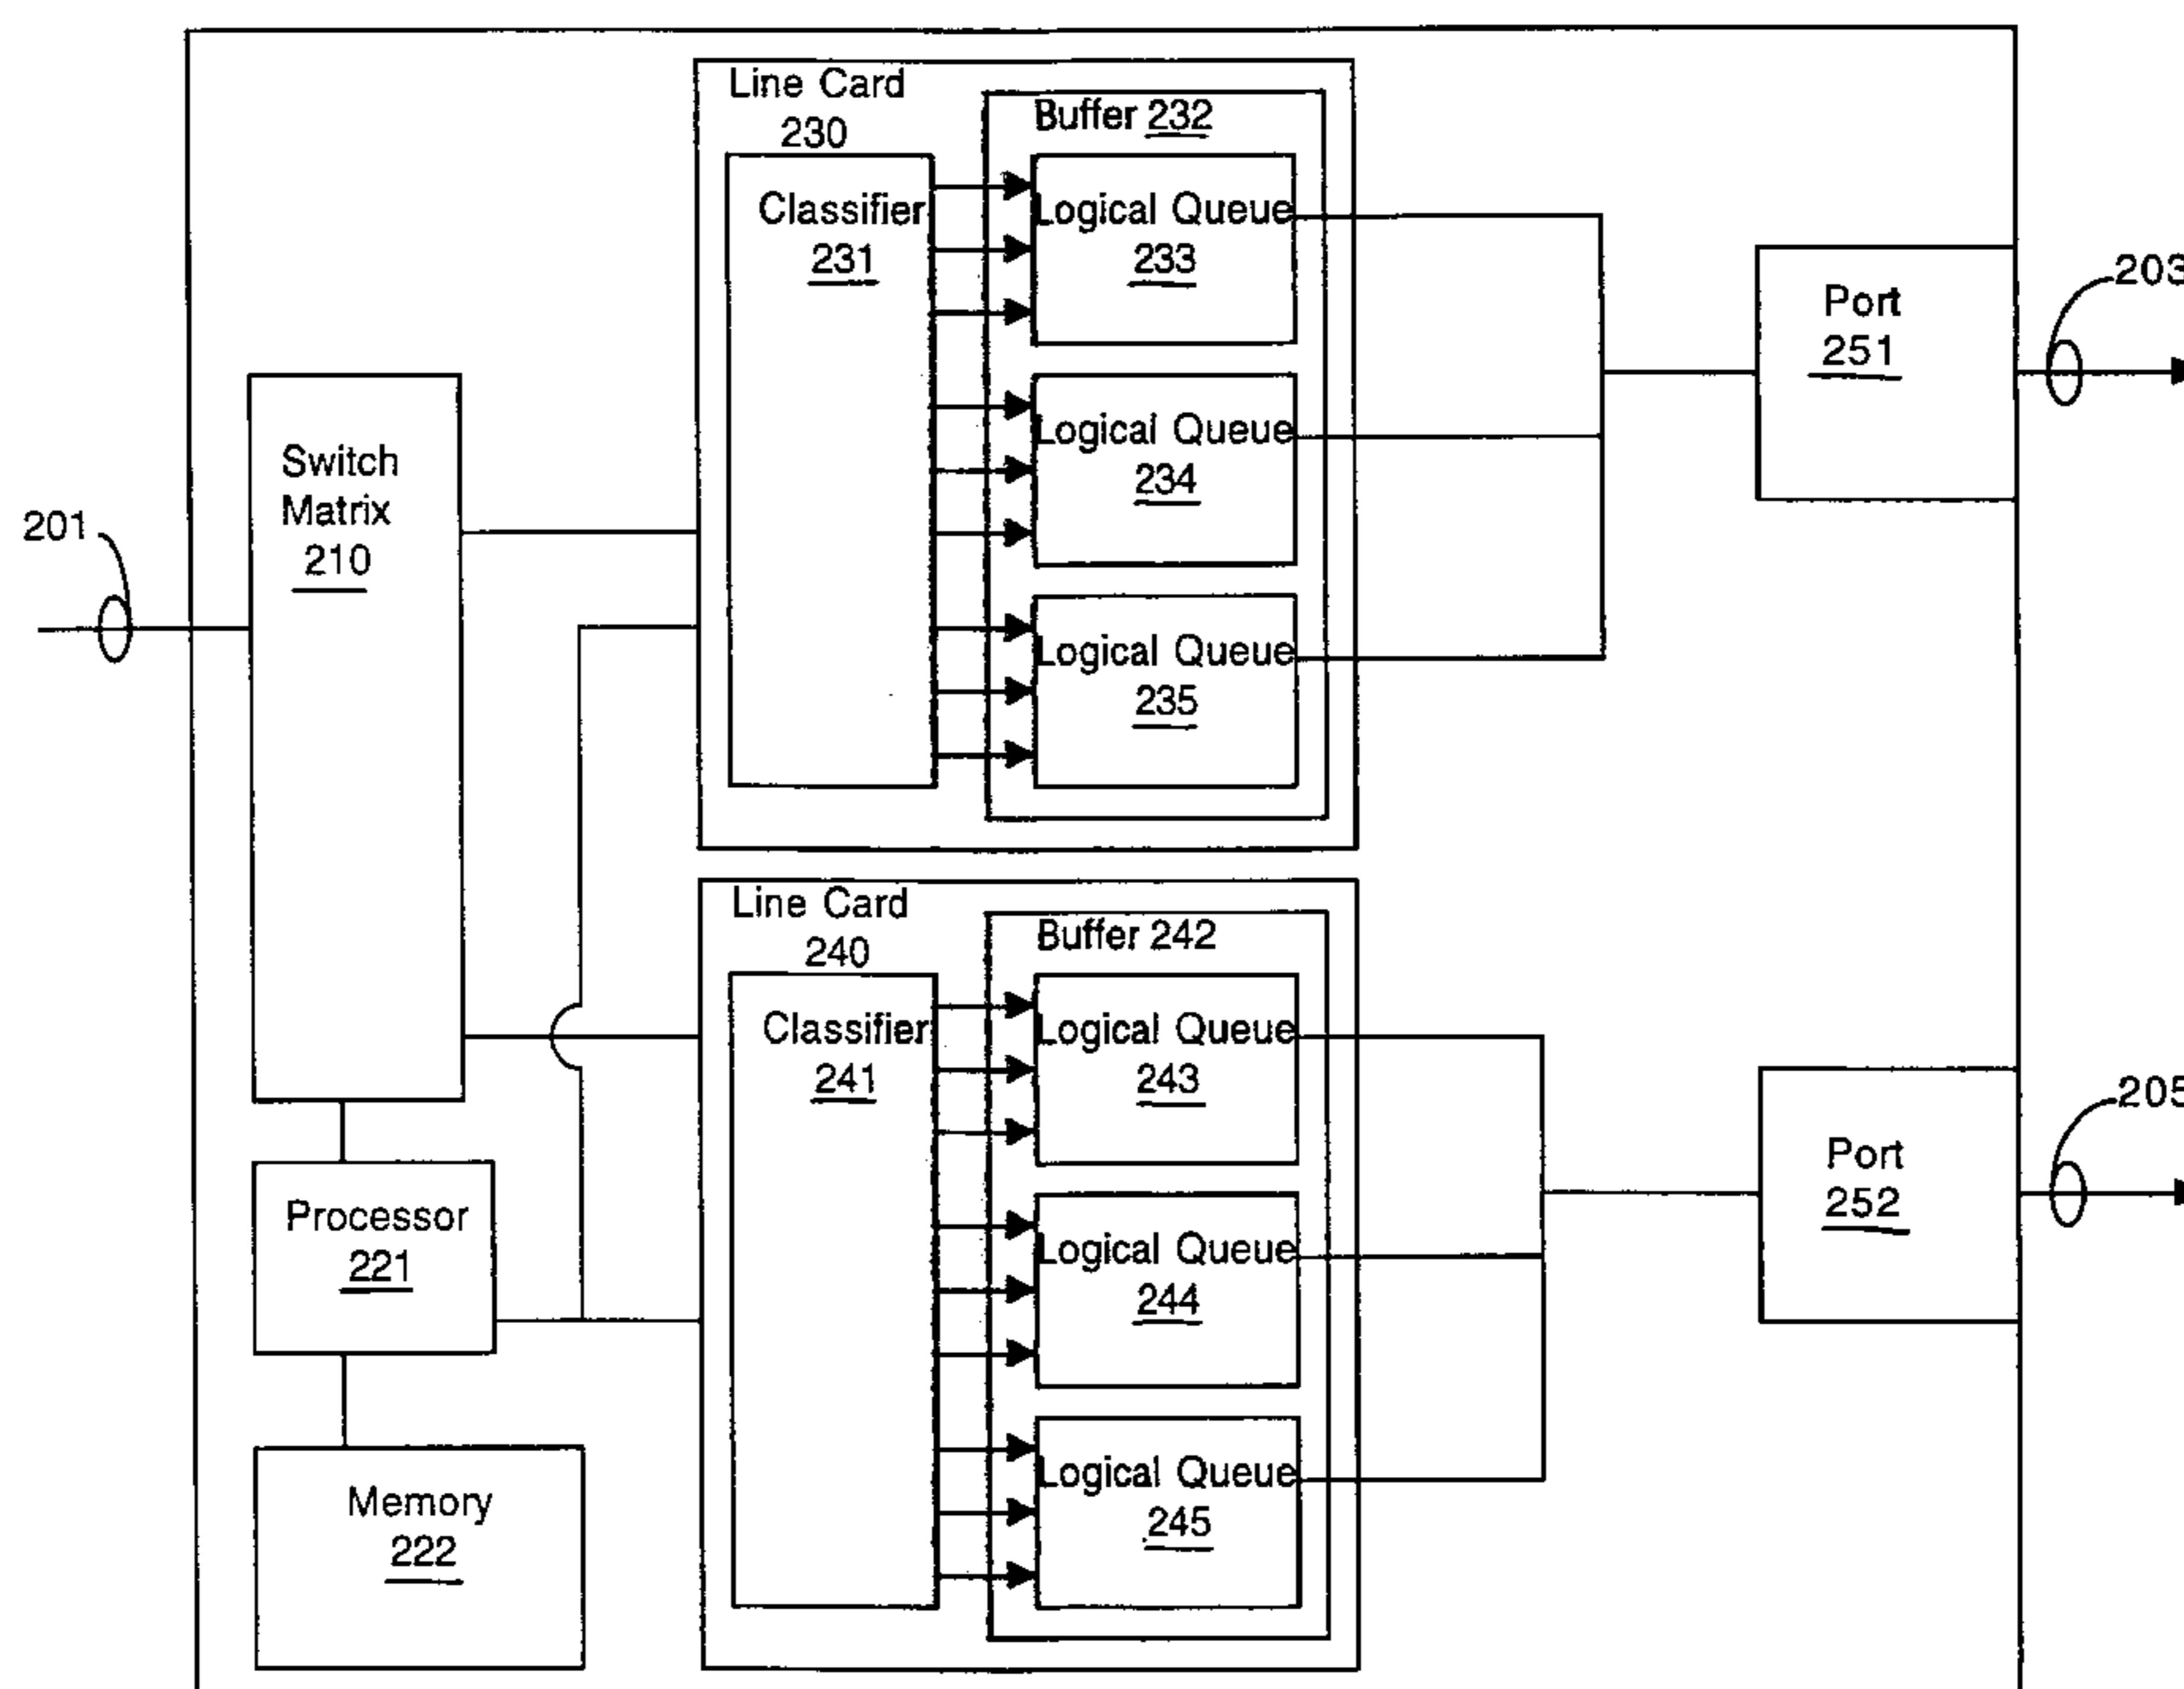 Line Card
230
Buffer 232
Classifier
231
Logical Queue
233
Logical Queue
234
Logical Queue
235
Port
251
203
Switch
Matrix
210
201
Line Card
240
Buffer 242
Classifier
241
Logical Queue
243
Logical Queue
244
Logical Queue
245
Port
252
205
Processor
221
Memory
222